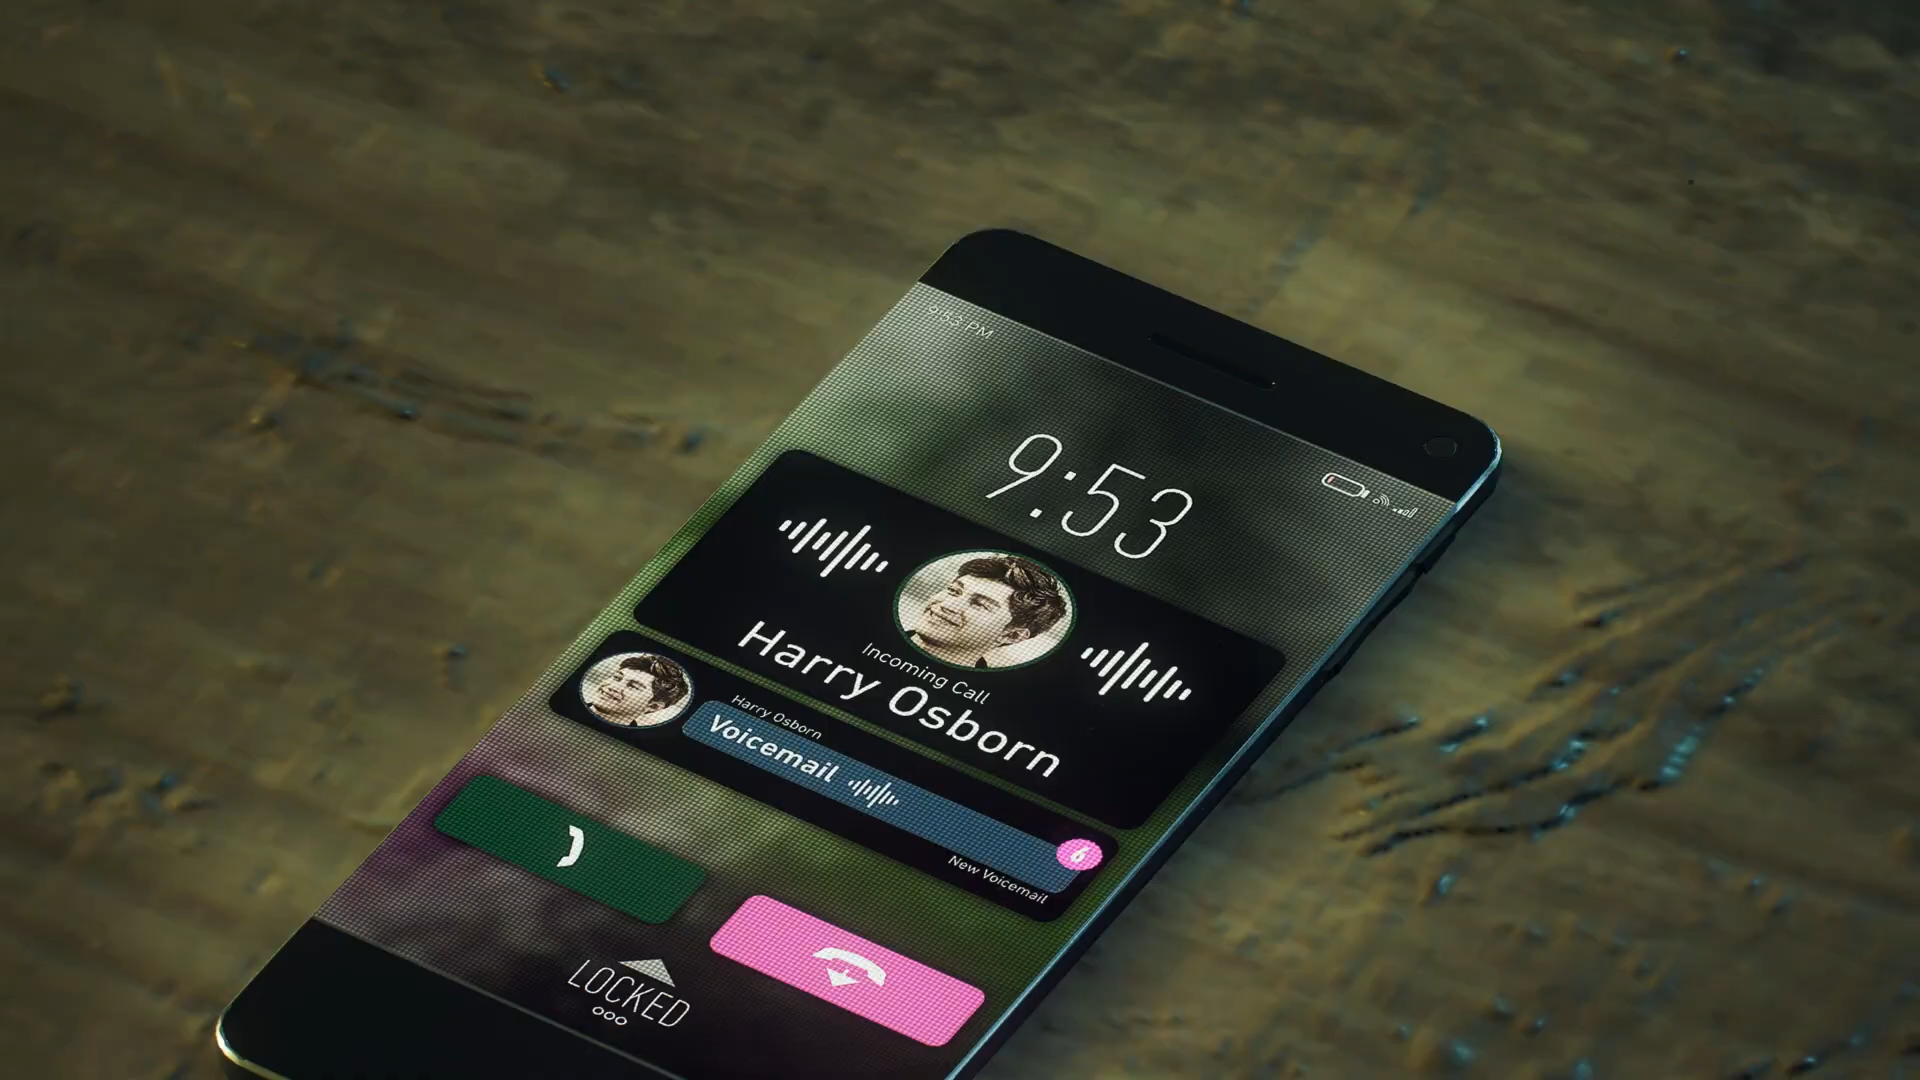 9:53 PM
9:53
Incoming Call
Harry Osborn
Harry Osborn
Voicemail
6
New Voicemail
LOCKED